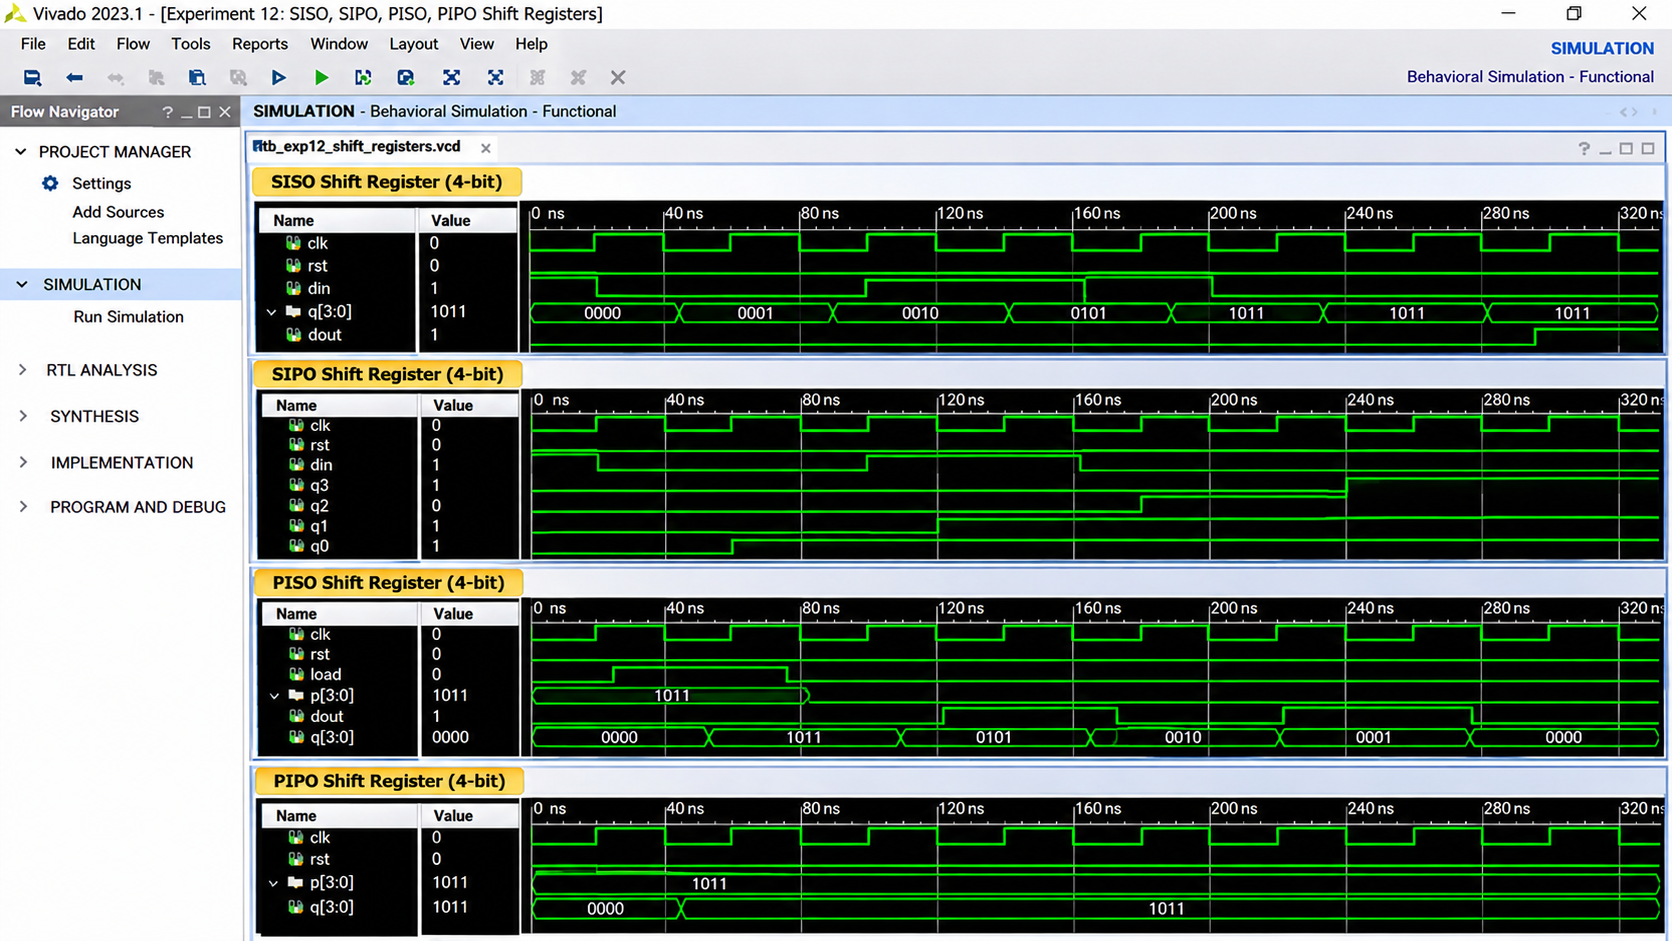 Vivado 2023.1 - [Experiment 12: SISO, SIPO, PISO, PIPO Shift Registers]
File Edit Flow Tools Reports Window Layout View Help
SIMULATION
Behavioral Simulation - Functional
Flow Navigator ? _
SIMULATION - Behavioral Simulation - Functional
PROJECT MANAGER
Settings
Add Sources
Language Templates
SIMULATION
Run Simulation
RTL ANALYSIS
SYNTHESIS
IMPLEMENTATION
PROGRAM AND DEBUG
tb_exp12_shift_registers.vcd
?
SISO Shift Register (4-bit)
Name Value 0 ns 40 ns 80 ns 120 ns 160 ns 200 ns 240 ns 280 ns 320 ns
clk 0
rst 0
din 1
q[3:0] 1011 0000 0001 0010 0101 1011 1011 1011
dout 1
SIPO Shift Register (4-bit)
Name Value 0 ns 40 ns 80 ns 120 ns 160 ns 200 ns 240 ns 280 ns 320 ns
clk 0
rst 0
din 1
q3 1
q2 0
q1 1
q0 1
PISO Shift Register (4-bit)
Name Value 0 ns 40 ns 80 ns 120 ns 160 ns 200 ns 240 ns 280 ns 320 ns
clk 0
rst 0
load 0
p[3:0] 1011 1011
dout 1
q[3:0] 0000 0000 1011 0101 0010 0001 0000
PIPO Shift Register (4-bit)
Name Value 0 ns 40 ns 80 ns 120 ns 160 ns 200 ns 240 ns 280 ns 320 ns
clk 0
rst 0
p[3:0] 1011 1011
q[3:0] 1011 0000 1011